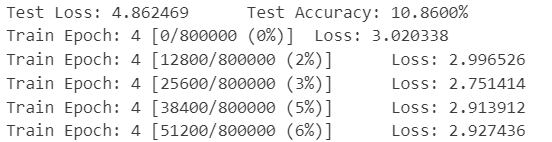 Test Loss: 4.862469 Test Accuracy: 10.8600%
Train Epoch: 4 [0/800000 (0%)] Loss: 3.020338
Train Epoch: 4 [12800/800000 (2%)] Loss: 2.996526
Train Epoch: 4 [25600/800000 (3%)] Loss: 2.751414
Train Epoch: 4 [38400/800000 (5%)] Loss: 2.913912
Train Epoch: 4 [51200/800000 (6%)] Loss: 2.927436